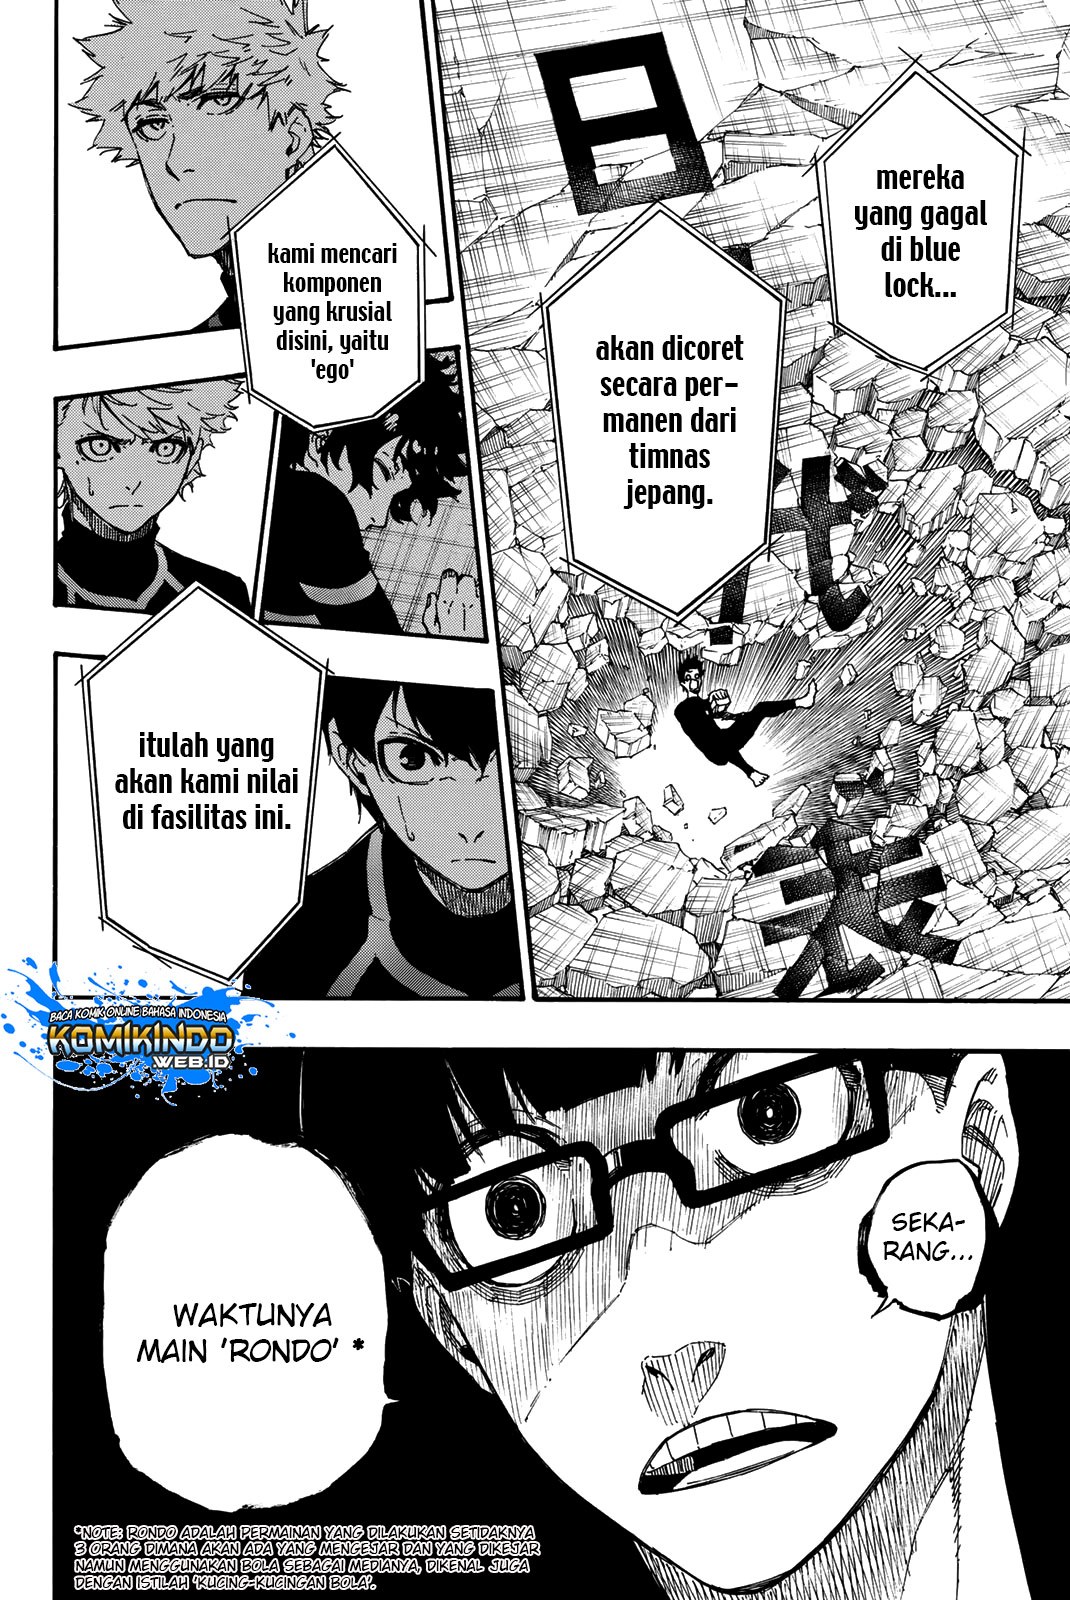 mereka
yang gagal
di blue
lock...
akan dicoret
secara per-
manen dari
timnas
jepang.
日
kami mencari
komponen
yang krusial
disini, yaitu
'ego'
itulah yang
akan kami nilai
di fasilitas ini.
BACA KOMIK ONLINE BAHASA INDONESIA
KOMIKINDO
WEB.ID
SEKA-
RANG...
WAKTUNYA
MAIN 'RONDO' *
*NOTE: RONDO ADALAH PERMAINAN YANG DILAKUKAN SETIDAKNYA
3 ORANG DIMANA AKAN ADA YANG MENGEJAR DAN YANG DIKEJAR
NAMUN MENGGUNAKAN BOLA SEBAGAI MEDIANYA, DIKENAL JUGA
DENGAN ISTILAH 'KUCING-KUCINGAN BOLA'.